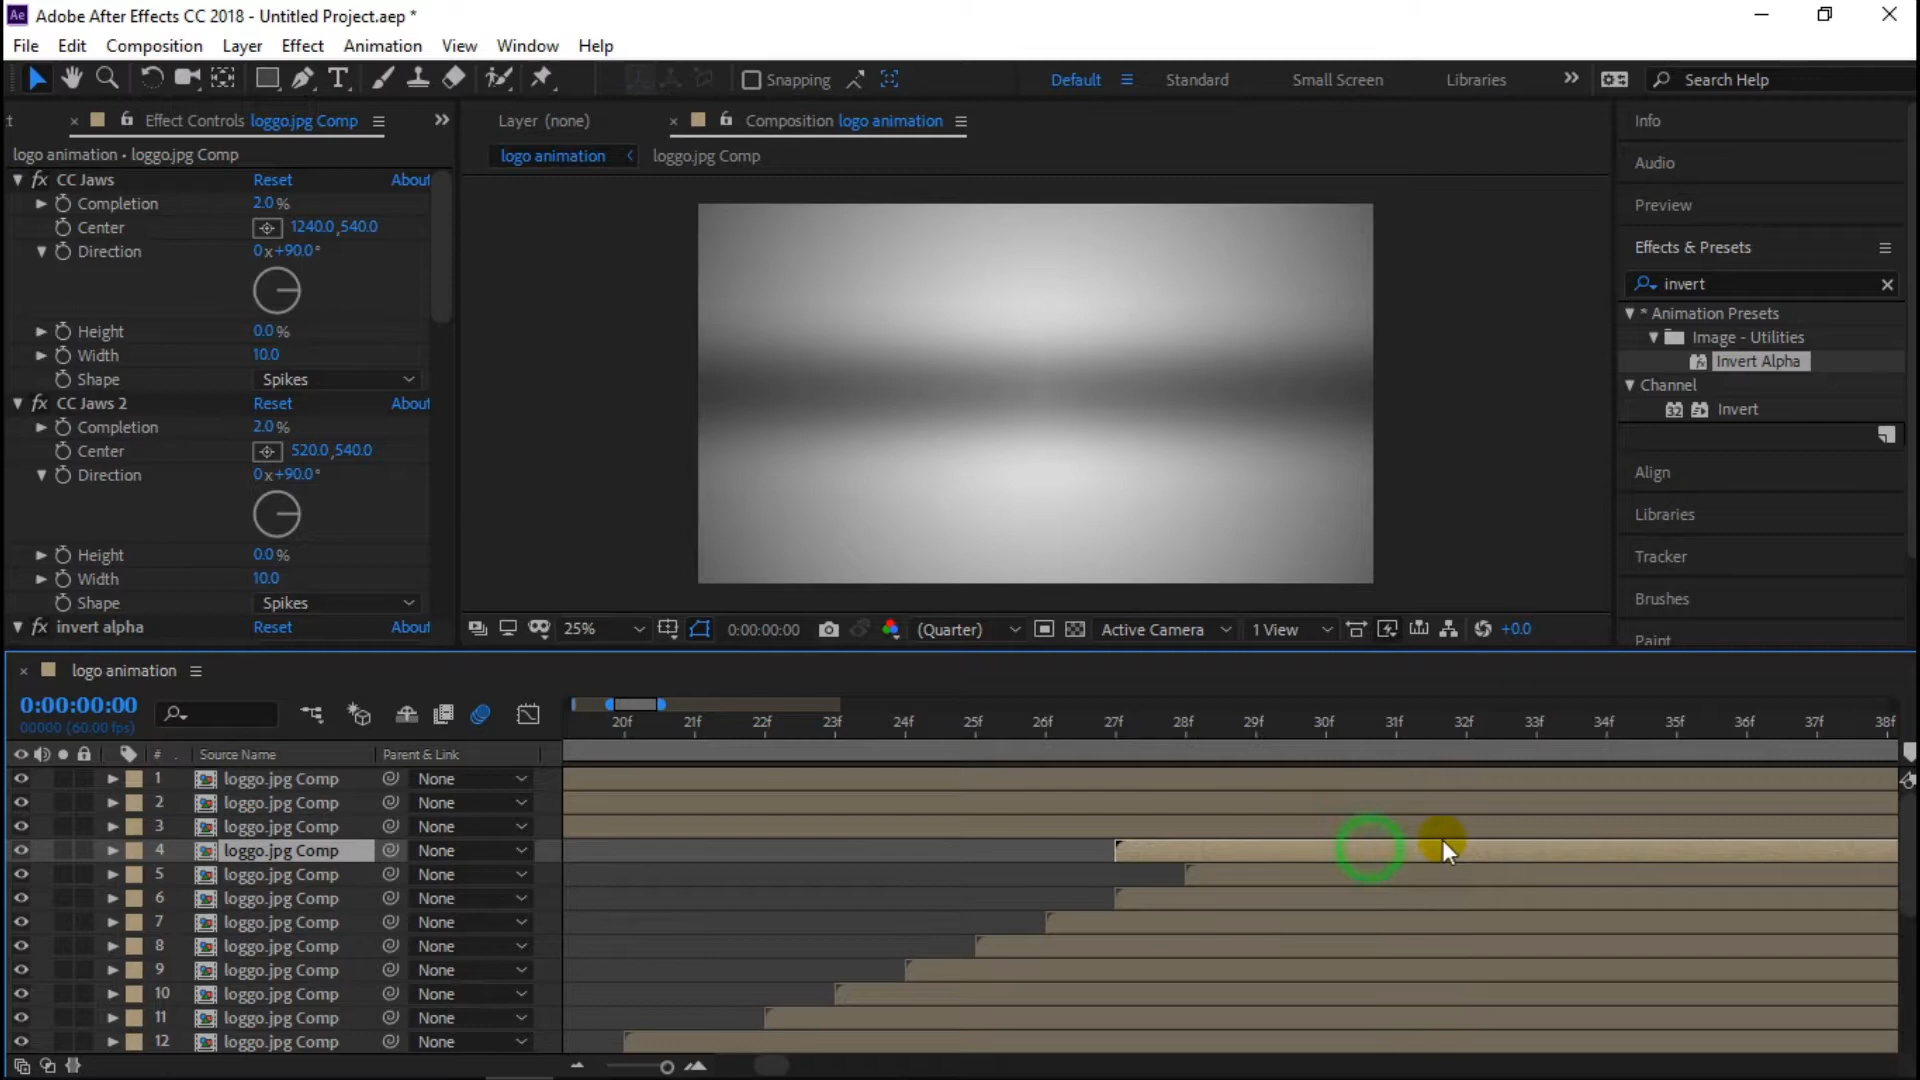 Ae Adobe After Effects CC 2018 - Untitled Project.aep *
File Edit Composition Layer Effect Animation View Window Help
Snapping Default Standard Small Screen Libraries Search Help
Effect Controls loggo.jpg Comp
logo animation • loggo.jpg Comp
fx CC Jaws Reset About
Completion 2.0 %
Center 1240.0,540.0
Direction 0x+90.0°
Height 0.0 %
Width 10.0
Shape Spikes
fx CC Jaws 2 Reset About
Completion 2.0 %
Center 520.0,540.0
Direction 0x+90.0°
Height 0.0 %
Width 10.0
Shape Spikes
fx invert alpha Reset About
Layer (none) Composition logo animation
logo animation loggo.jpg Comp
25% 0:00:00:00 (Quarter) Active Camera 1 View +0.0
Info
Audio
Preview
Effects & Presets
invert
* Animation Presets
Image - Utilities
Invert Alpha
Channel
32 Invert
Align
Libraries
Tracker
Brushes
Paint
logo animation
0:00:00:00
00000 (60.00 fps)
20f 21f 22f 23f 24f 25f 26f 27f 28f 29f 30f 31f 32f 33f 34f 35f 36f 37f 38f
# Source Name Parent & Link
1 loggo.jpg Comp None
2 loggo.jpg Comp None
3 loggo.jpg Comp None
4 loggo.jpg Comp None
5 loggo.jpg Comp None
6 loggo.jpg Comp None
7 loggo.jpg Comp None
8 loggo.jpg Comp None
9 loggo.jpg Comp None
10 loggo.jpg Comp None
11 loggo.jpg Comp None
12 loggo.jpg Comp None